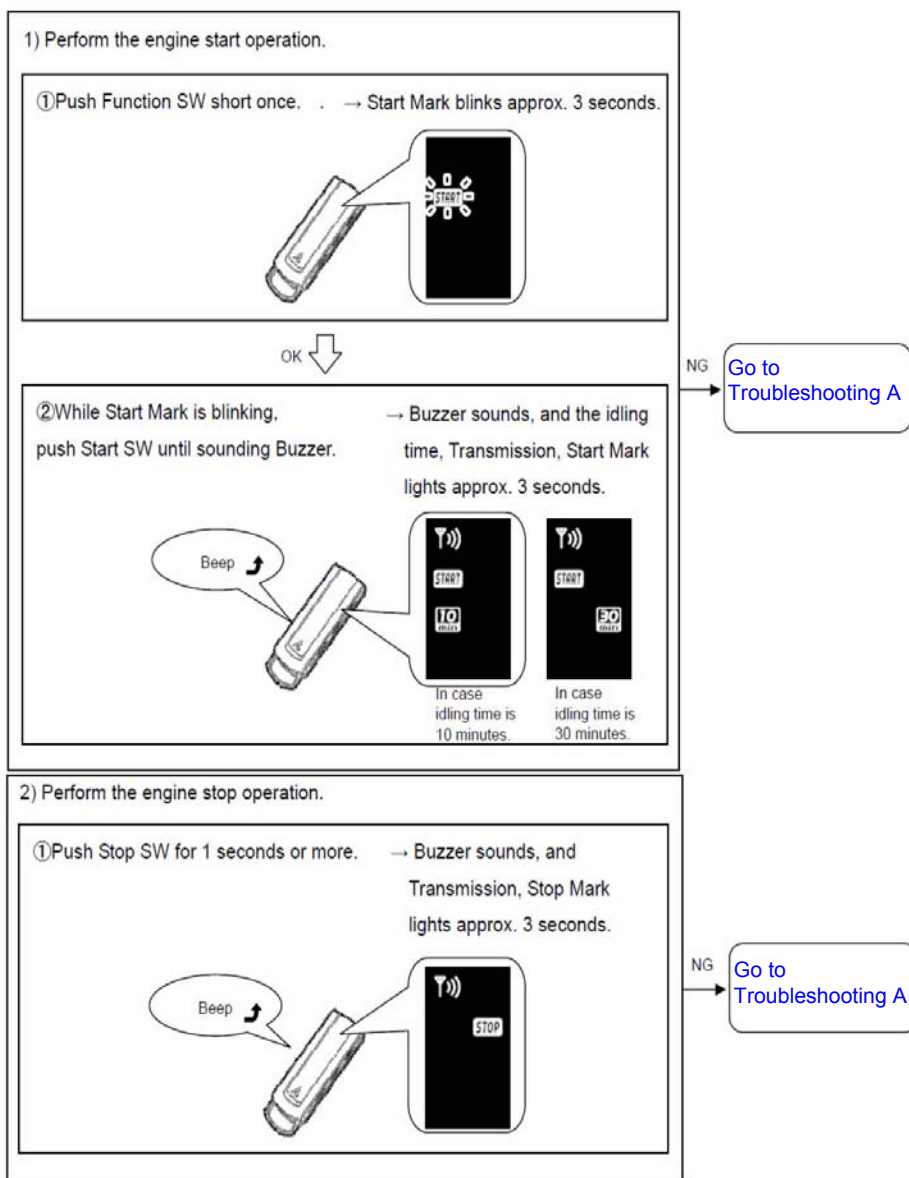 1) Perform the engine start operation.
①Push Function SW short once. . → Start Mark blinks approx. 3 seconds.
START
OK
NG
Go to
Troubleshooting A
②While Start Mark is blinking,
push Start SW until sounding Buzzer.
→ Buzzer sounds, and the idling
time, Transmission, Start Mark
lights approx. 3 seconds.
Beep
START
10
min
START
30
min
In case
idling time is
10 minutes.
In case
idling time is
30 minutes.
2) Perform the engine stop operation.
①Push Stop SW for 1 seconds or more.
→ Buzzer sounds, and
Transmission, Stop Mark
lights approx. 3 seconds.
Beep
STOP
NG
Go to
Troubleshooting A